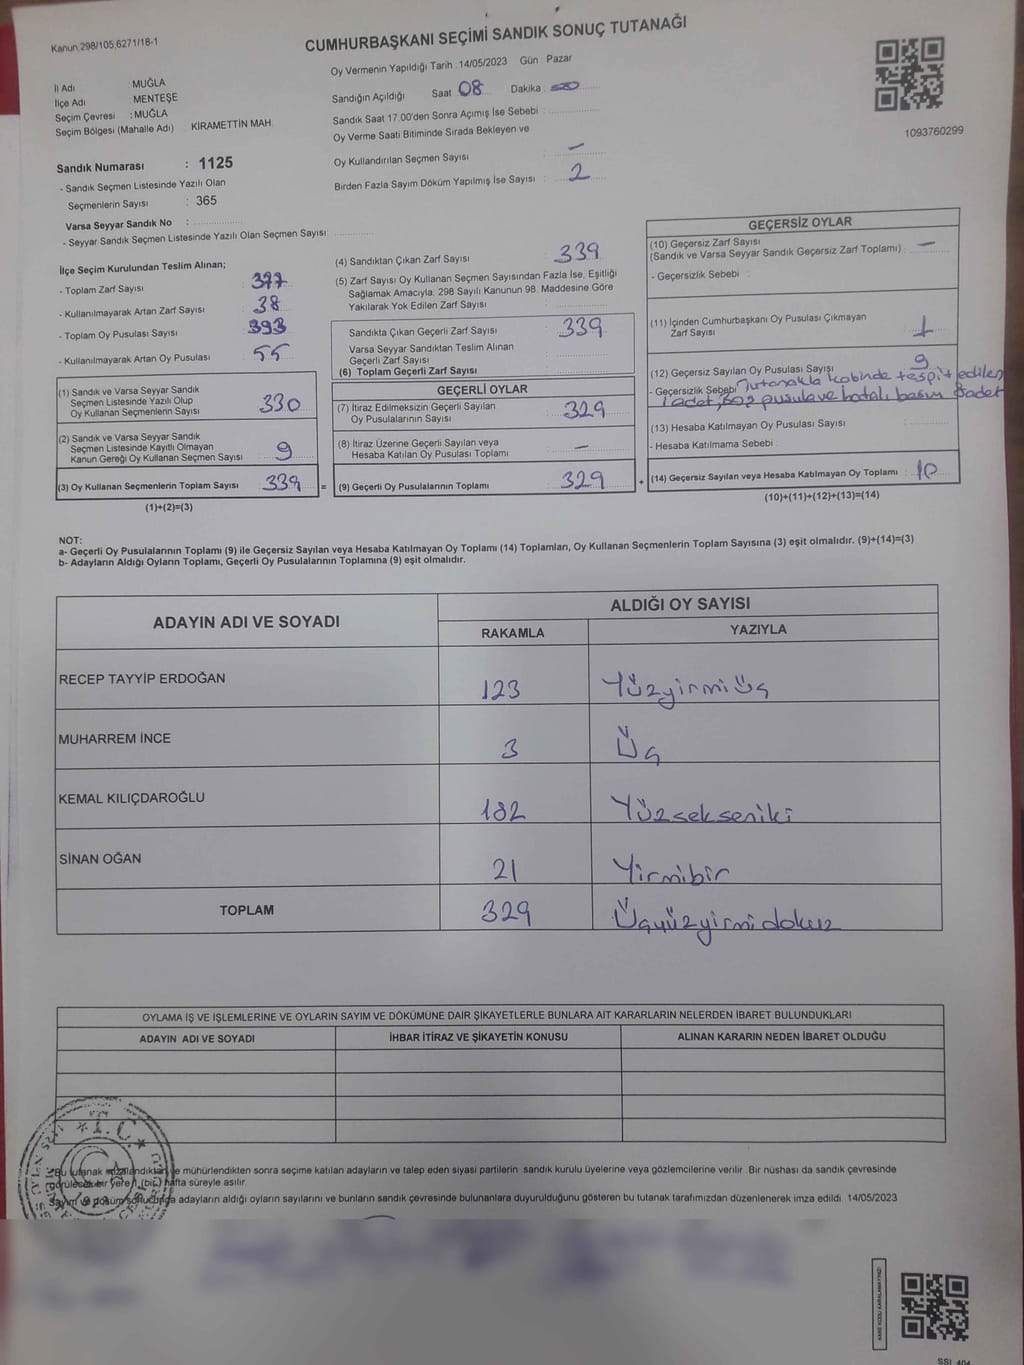 Kanun 298/105,6271/18-1
CUMHURBAŞKANI SEÇİMİ SANDIK SONUÇ TUTANAĞI
Oy Vermenin Yapıldığı Tarih :14/05/2023 Gün : Pazar
İl Adı : MUĞLA
İlçe Adı MENTEŞE
Seçim Çevresi : MUĞLA
Seçim Bölgesi (Mahalle Adı) KİRAMETTİN MAH.
Sandık Numarası : 1125
- Sandık Seçmen Listesinde Yazılı Olan
Seçmenlerin Sayısı : 365
Varsa Seyyar Sandık No :
- Seyyar Sandık Seçmen Listesinde Yazılı Olan Seçmen Sayısı:
Sandığın Açıldığı Saat 08 Dakika :
Sandık Saat 17.00'den Sonra Açımış İse Sebebi :
Oy Verme Saati Bitiminde Sırada Bekleyen ve
Oy Kullandırılan Seçmen Sayısı : —
Birden Fazla Sayım Döküm Yapılmış İse Sayısı : 2
1093760299
İlçe Seçim Kurulundan Teslim Alınan;
- Toplam Zarf Sayısı : 377
- Kullanılmayarak Artan Zarf Sayısı : 38
- Toplam Oy Pusulası Sayısı : 393
- Kullanılmayarak Artan Oy Pusulası : 55
(1) Sandık ve Varsa Seyyar Sandık
Seçmen Listesinde Yazılı Olup
Oy Kullanan Seçmenlerin Sayısı 330
(2) Sandık ve Varsa Seyyar Sandık
Seçmen Listesinde Kayıtlı Olmayan
Kanun Gereği Oy Kullanan Seçmen Sayısı 9
(3) Oy Kullanan Seçmenlerin Toplam Sayısı 339 =
(1)+(2)=(3)
(4) Sandıktan Çıkan Zarf Sayısı 339
(5) Zarf Sayısı Oy Kullanan Seçmen Sayısından Fazla İse, Eşitliği
Sağlamak Amacıyla; 298 Sayılı Kanunun 98. Maddesine Göre
Yakılarak Yok Edilen Zarf Sayısı
Sandıkta Çıkan Geçerli Zarf Sayısı 339
Varsa Seyyar Sandıktan Teslim Alınan
Geçerli Zarf Sayısı
(6) Toplam Geçerli Zarf Sayısı
GEÇERLİ OYLAR
(7) İtiraz Edilmeksizin Geçerli Sayılan
Oy Pusulalarının Sayısı 329
(8) İtiraz Üzerine Geçerli Sayılan veya
Hesaba Katılan Oy Pusulası Toplamı —
(9) Geçerli Oy Pusulalarının Toplamı 329 +
GEÇERSİZ OYLAR
(10) Geçersiz Zarf Sayısı
(Sandık ve Varsa Seyyar Sandık Geçersiz Zarf Toplamı) : —
- Geçersizlik Sebebi
(11) İçinden Cumhurbaşkanı Oy Pusulası Çıkmayan
Zarf Sayısı 1
(12) Geçersiz Sayılan Oy Pusulası Sayısı 9
- Geçersizlik Sebebi Tutanakla kabinde tespit edilen
1 adet, boş pusula ve hatalı basım 8 adet
(13) Hesaba Katılmayan Oy Pusulası Sayısı
- Hesaba Katılmama Sebebi
(14) Geçersiz Sayılan veya Hesaba Katılmayan Oy Toplamı : 10
(10)+(11)+(12)+(13)=(14)
NOT:
a- Geçerli Oy Pusulalarının Toplamı (9) ile Geçersiz Sayılan veya Hesaba Katılmayan Oy Toplamı (14) Toplamları, Oy Kullanan Seçmenlerin Toplam Sayısına (3) eşit olmalıdır. (9)+(14)=(3)
b- Adayların Aldığı Oyların Toplamı, Geçerli Oy Pusulalarının Toplamına (9) eşit olmalıdır.
ADAYIN ADI VE SOYADI
ALDIĞI OY SAYISI
RAKAMLA YAZIYLA
RECEP TAYYİP ERDOĞAN 123 Yüzyirmiüç
MUHARREM İNCE 3 Üç
KEMAL KILIÇDAROĞLU 182 Yüzsekseniki
SİNAN OĞAN 21 Yirmibir
TOPLAM 329 Üçyüzyirmidokuz
OYLAMA İŞ VE İŞLEMLERİNE VE OYLARIN SAYIM VE DÖKÜMÜNE DAİR ŞİKAYETLERLE BUNLARA AİT KARARLARIN NELERDEN İBARET BULUNDUKLARI
ADAYIN ADI VE SOYADI İHBAR İTİRAZ VE ŞİKAYETİN KONUSU ALINAN KARARIN NEDEN İBARET OLDUĞU
T.C.
Bu tutanak mühürlendikten sonra seçime katılan adayların ve talep eden siyasi partilerin sandık kurulu üyelerine veya gözlemcilerine verilir. Bir nüshası da sandık çevresinde
görülecek bir yere 1 (bir) hafta süreyle asılır.
adayların aldığı oyların sayılarını ve bunların sandık çevresinde bulunanlara duyurulduğunu gösteren bu tutanak tarafımızdan düzenlenerek imza edildi. 14/05/2023
KARE KODU KARALAMAYINIZ!